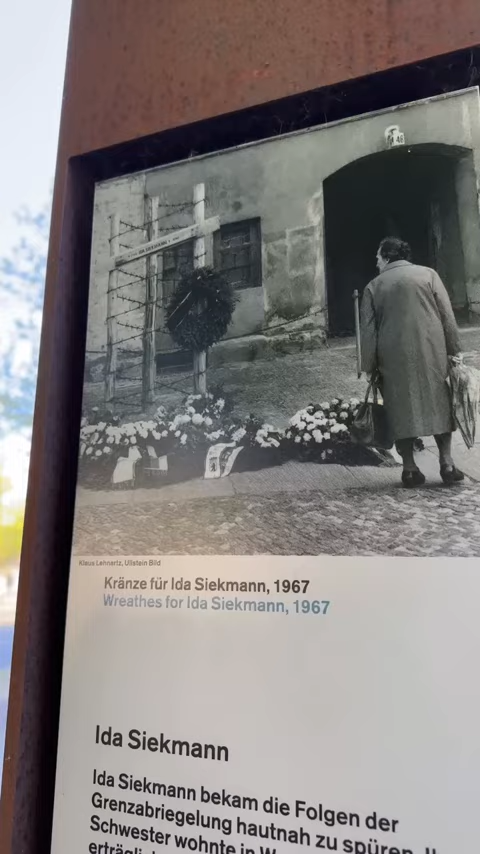 46
Klaus Lehnartz, Ullstein Bild
Kränze für Ida Siekmann, 1967
Wreathes for Ida Siekmann, 1967
Ida Siekmann
Ida Siekmann bekam die Folgen der
Grenzabriegelung hautnah zu spüren.
Schwester wohnte in